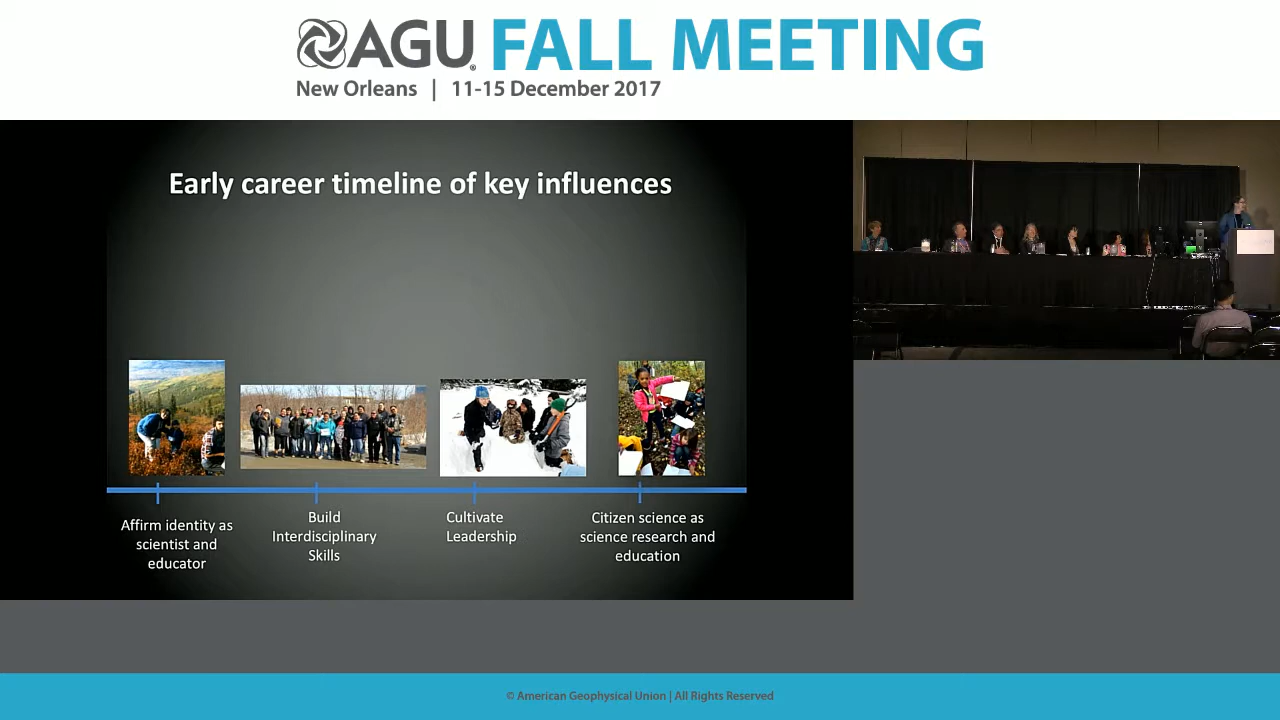 AGU FALL MEETING
New Orleans | 11-15 December 2017
Early career timeline of key influences
Affirm identity as
scientist and
educator
Build
Interdisciplinary
Skills
Cultivate
Leadership
Citizen science as
science research and
education
© American Geophysical Union | All Rights Reserved